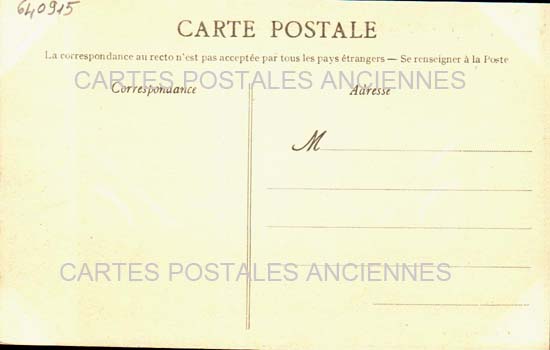 640915
CARTE POSTALE
La correspondance au recto n'est pas acceptée par tous les pays étrangers — Se renseigner à la Poste
CARTES POSTALES ANCIENNES
Correspondance
Adresse
M
CARTES POSTALES ANCIENNES